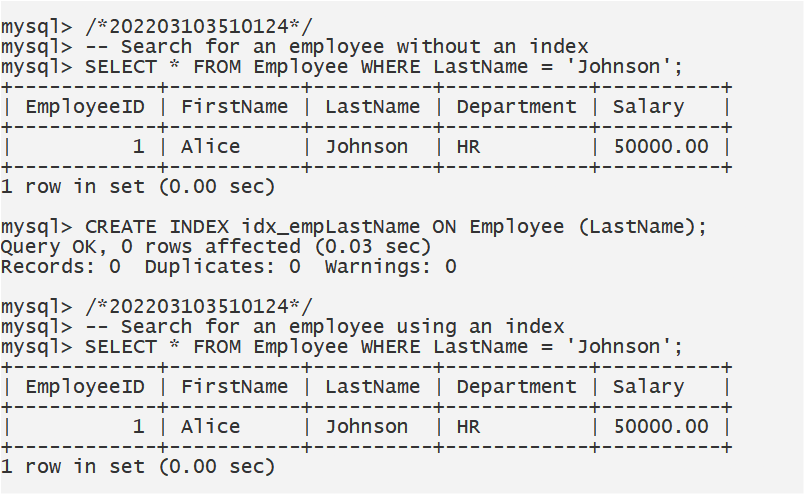 mysql> /*202203103510124*/
mysql> -- Search for an employee without an index
mysql> SELECT * FROM Employee WHERE LastName = 'Johnson';
+------------+-----------+----------+------------+----------+
| EmployeeID | FirstName | LastName | Department | Salary   |
+------------+-----------+----------+------------+----------+
|          1 | Alice     | Johnson  | HR         | 50000.00 |
+------------+-----------+----------+------------+----------+
1 row in set (0.00 sec)
mysql> CREATE INDEX idx_empLastName ON Employee (LastName);
Query OK, 0 rows affected (0.03 sec)
Records: 0  Duplicates: 0  Warnings: 0
mysql> /*202203103510124*/
mysql> -- Search for an employee using an index
mysql> SELECT * FROM Employee WHERE LastName = 'Johnson';
+------------+-----------+----------+------------+----------+
| EmployeeID | FirstName | LastName | Department | Salary   |
+------------+-----------+----------+------------+----------+
|          1 | Alice     | Johnson  | HR         | 50000.00 |
+------------+-----------+----------+------------+----------+
1 row in set (0.00 sec)